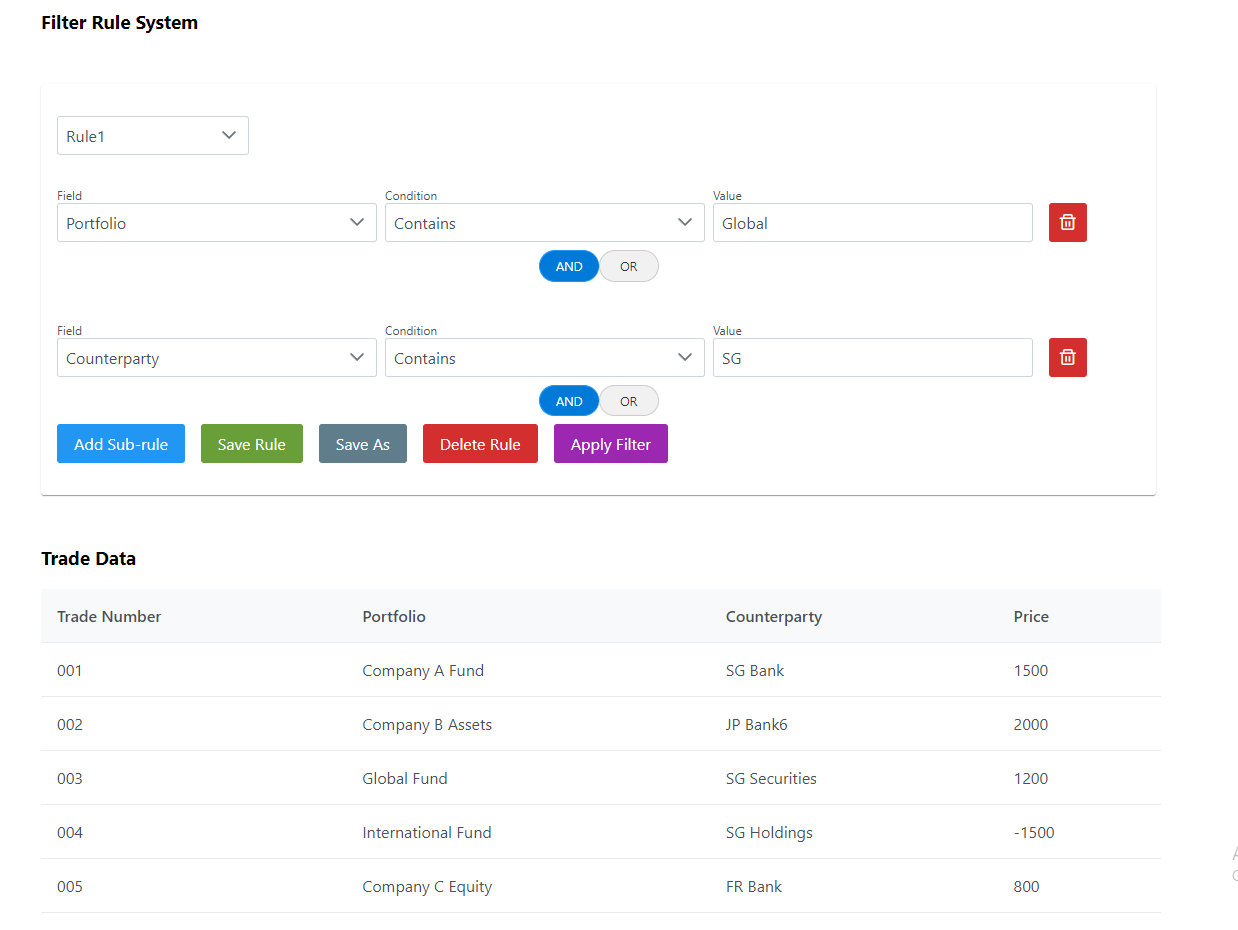 Filter Rule System
Rule1
Field Condition Value
Portfolio Contains Global
AND OR
Field Condition Value
Counterparty Contains SG
AND OR
Add Sub-rule Save Rule Save As Delete Rule Apply Filter
Trade Data
Trade Number Portfolio Counterparty Price
001 Company A Fund SG Bank 1500
002 Company B Assets JP Bank6 2000
003 Global Fund SG Securities 1200
004 International Fund SG Holdings -1500
005 Company C Equity FR Bank 800